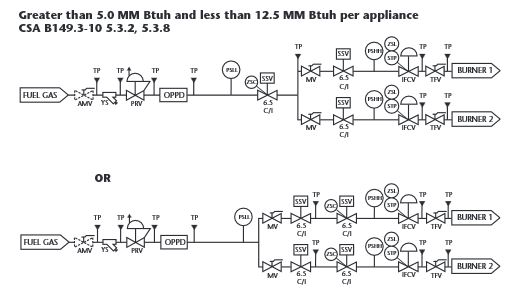 Greater than 5.0 MM Btuh and less than 12.5 MM Btuh per appliance
CSA B149.3-10 5.3.2, 5.3.8
TP SSV PSHH ZSL STP TP TP
TP TP TP TP PSLL ZSC SSV BURNER 1
MV 6.5 C/I IFCV TFV
FUEL GAS AMV YS PRV OPPD 6.5 C/I
SSV PSHH ZSL STP TP TP
BURNER 2
MV 6.5 C/I IFCV TFV
OR
SSV TP ZSC SSV PSHH ZSL STP TP TP
TP TP TP TP PSLL BURNER 1
MV 6.5 C/I 6.5 C/I IFCV TFV
FUEL GAS AMV YS PRV OPPD
SSV TP ZSC SSV PSHH ZSL STP TP TP
BURNER 2
MV 6.5 C/I 6.5 C/I IFCV TFV